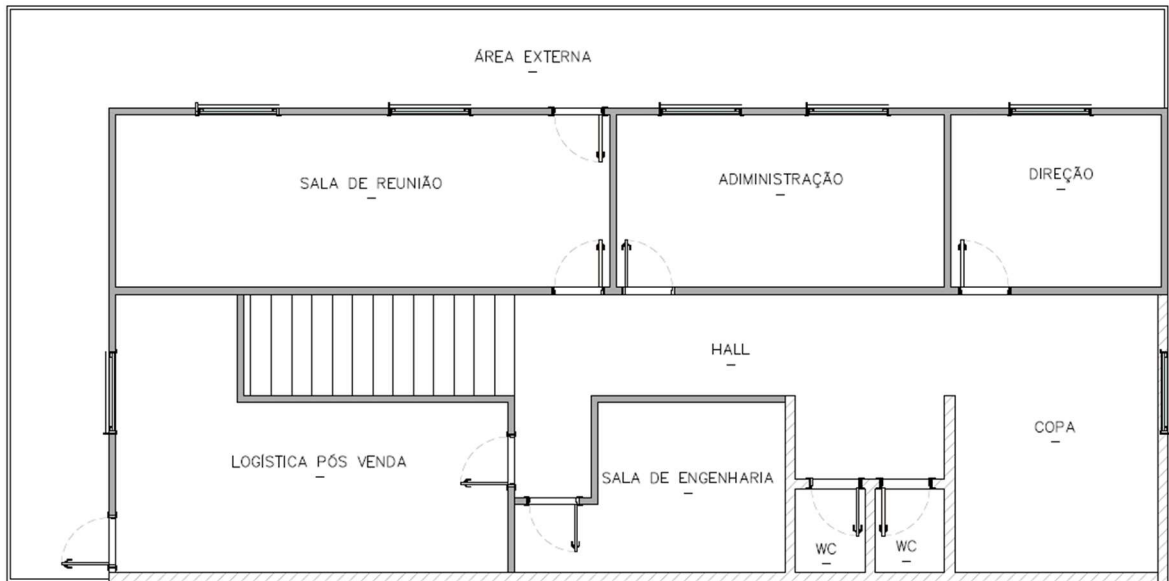 ÁREA EXTERNA
SALA DE REUNIÃO
ADIMINISTRAÇÃO
DIREÇÃO
HALL
COPA
LOGÍSTICA PÓS VENDA
SALA DE ENGENHARIA
WC
WC